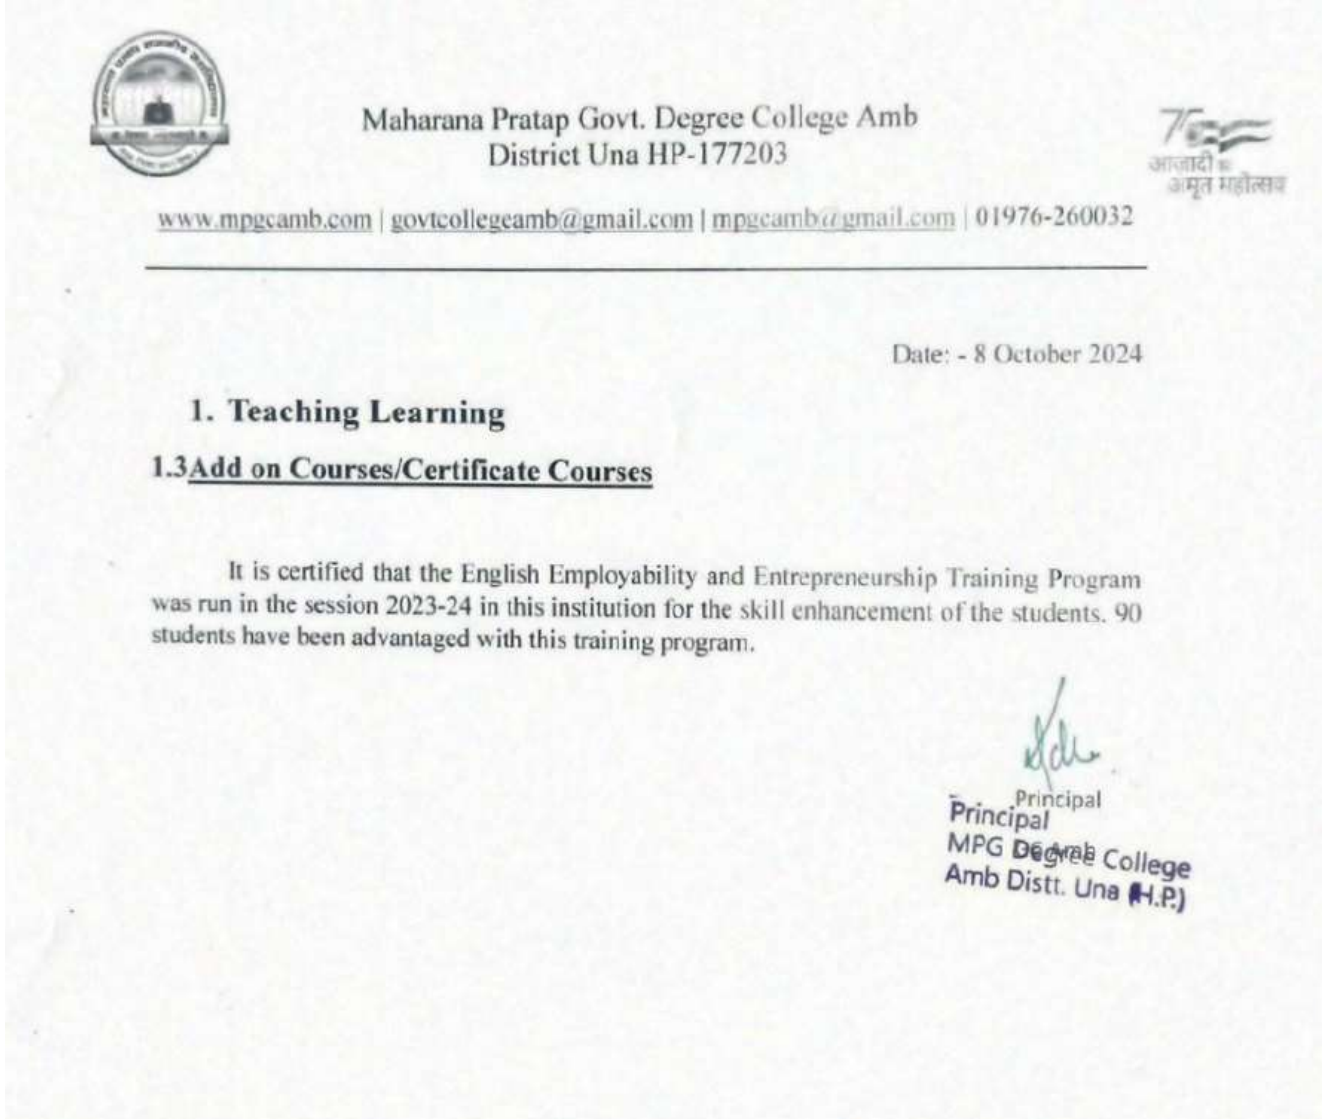 Maharana Pratap Govt. Degree College Amb
District Una HP-177203
आज़ादी का
अमृत महोत्सव
www.mpgcamb.com | govtcollegeamb@gmail.com | mpgcamb@gmail.com | 01976-260032
Date: - 8 October 2024
1. Teaching Learning
1.3Add on Courses/Certificate Courses
It is certified that the English Employability and Entrepreneurship Training Program
was run in the session 2023-24 in this institution for the skill enhancement of the students. 90
students have been advantaged with this training program.
Principal
Principal
MPG Degree College
Amb Distt. Una (H.P.)